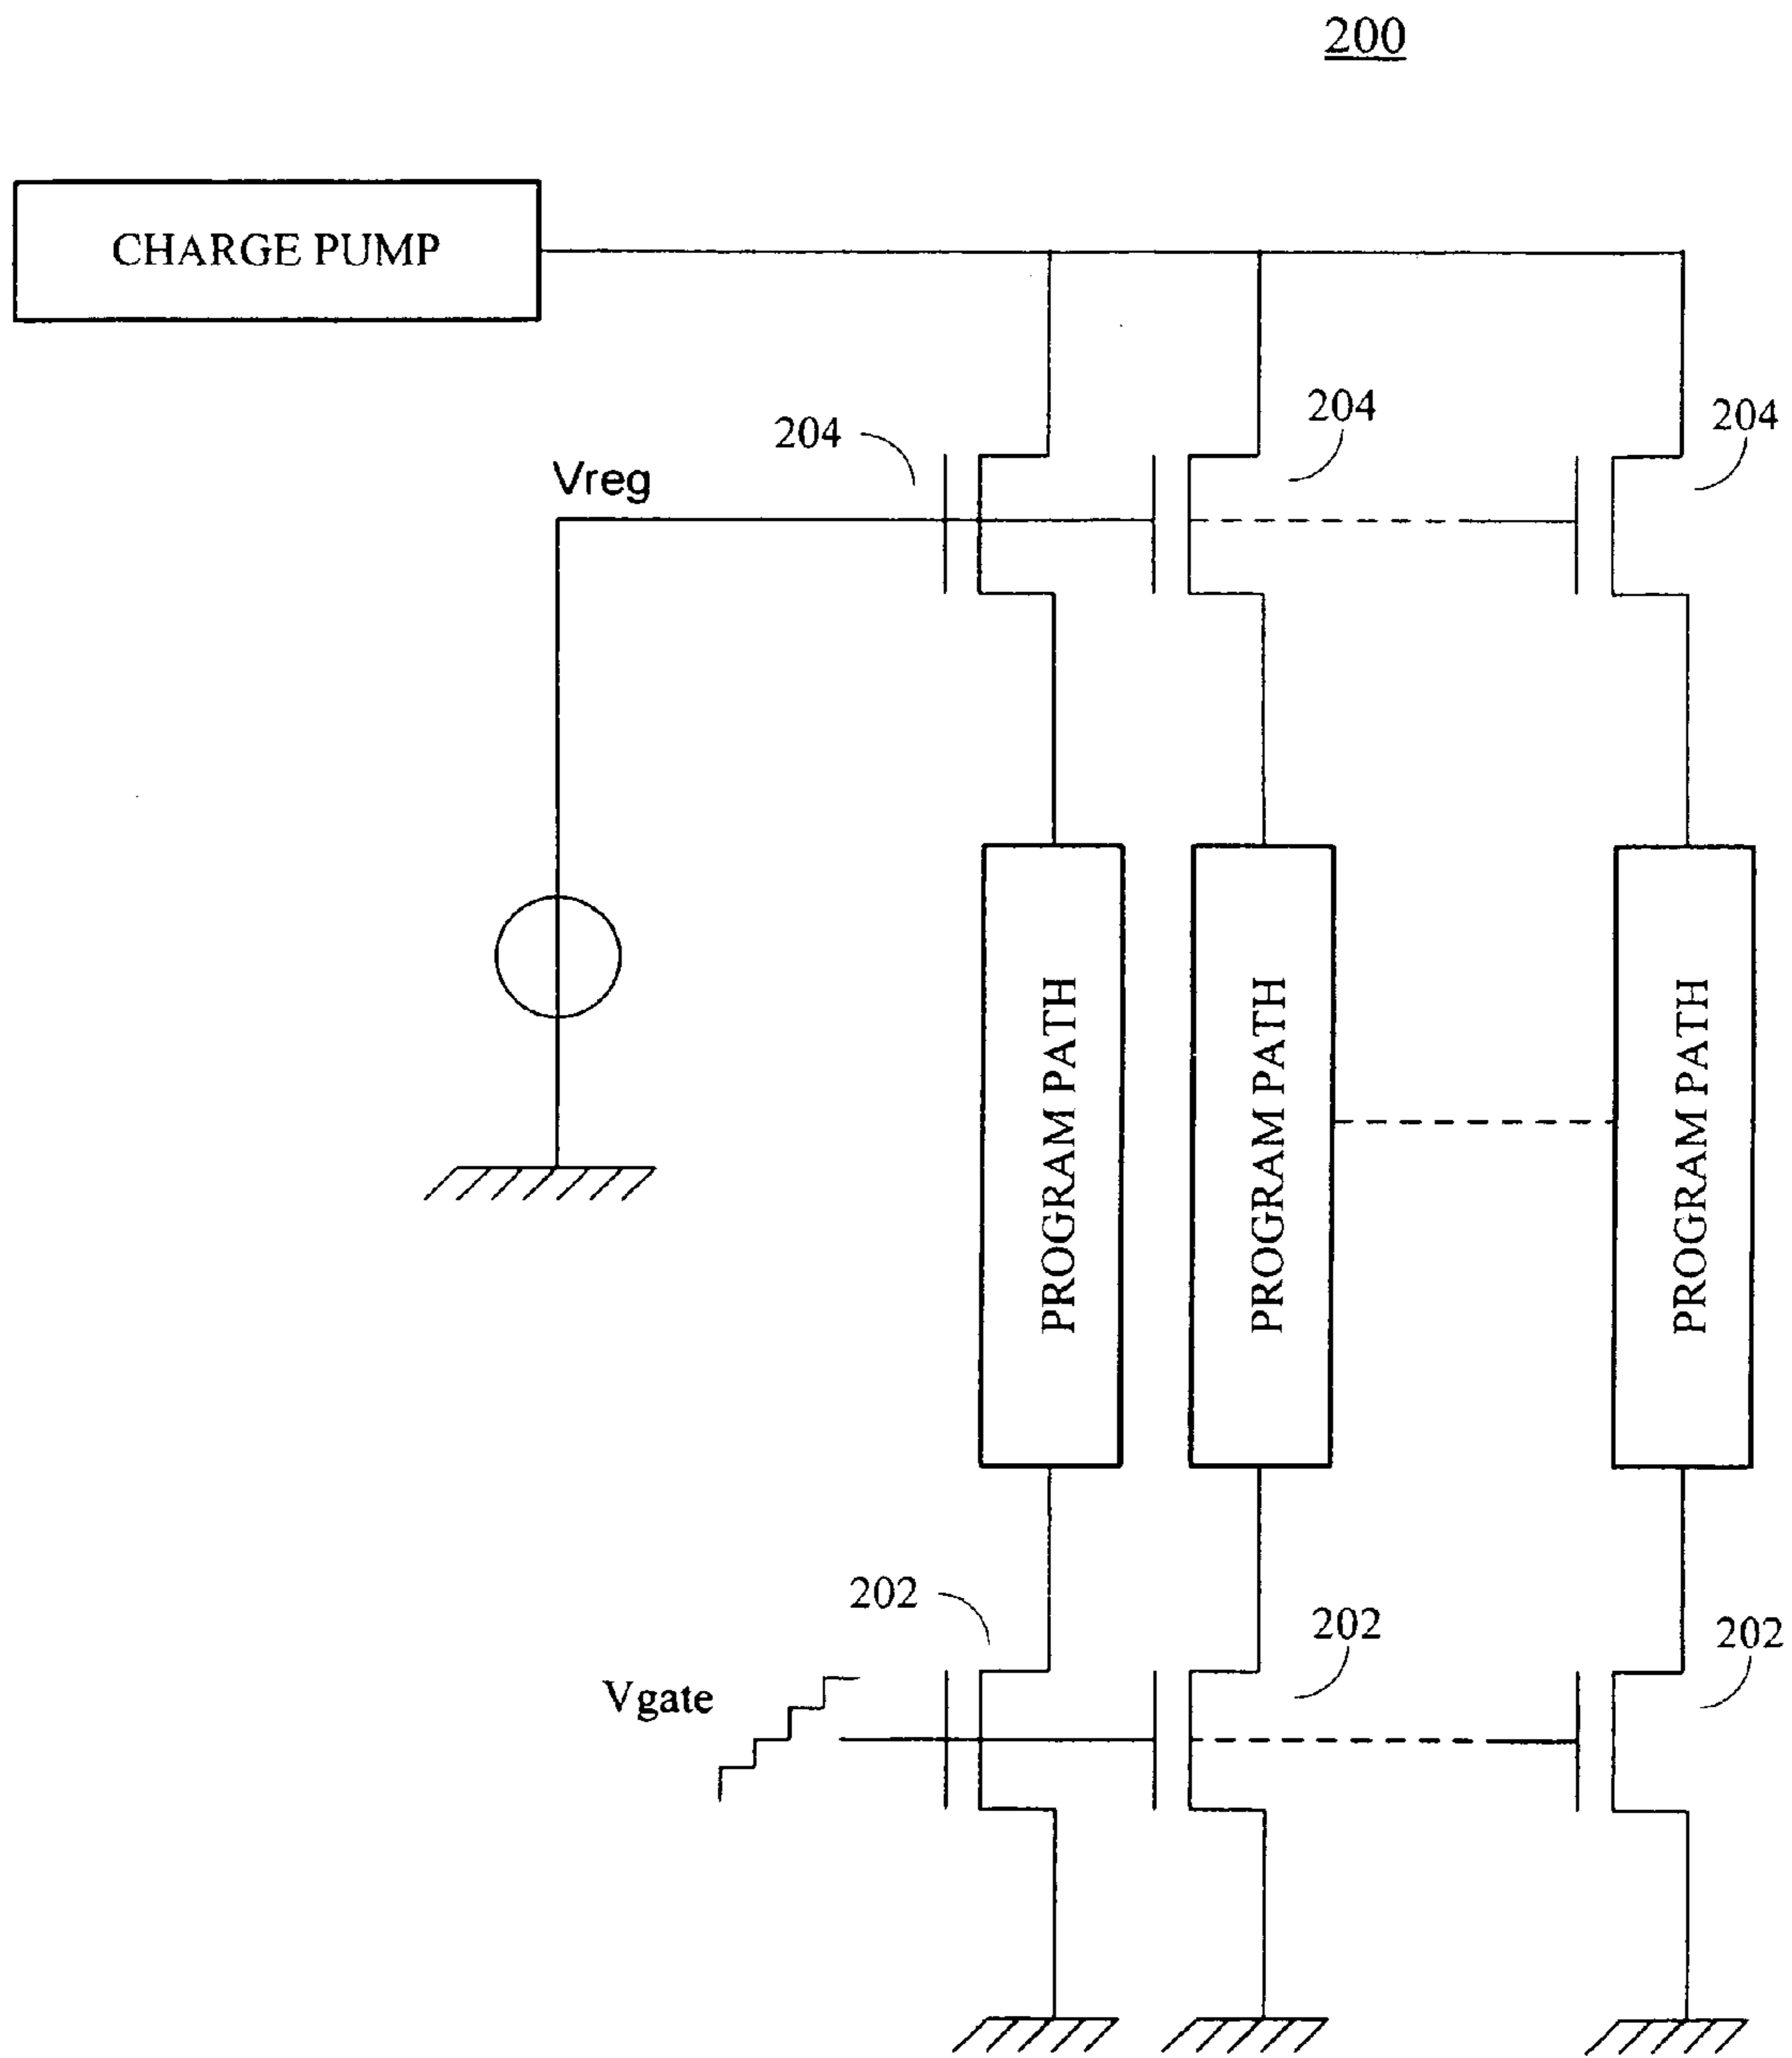 200
CHARGE PUMP
204
204
204
Vreg
PROGRAM PATH
PROGRAM PATH
PROGRAM PATH
202
202
202
Vgate